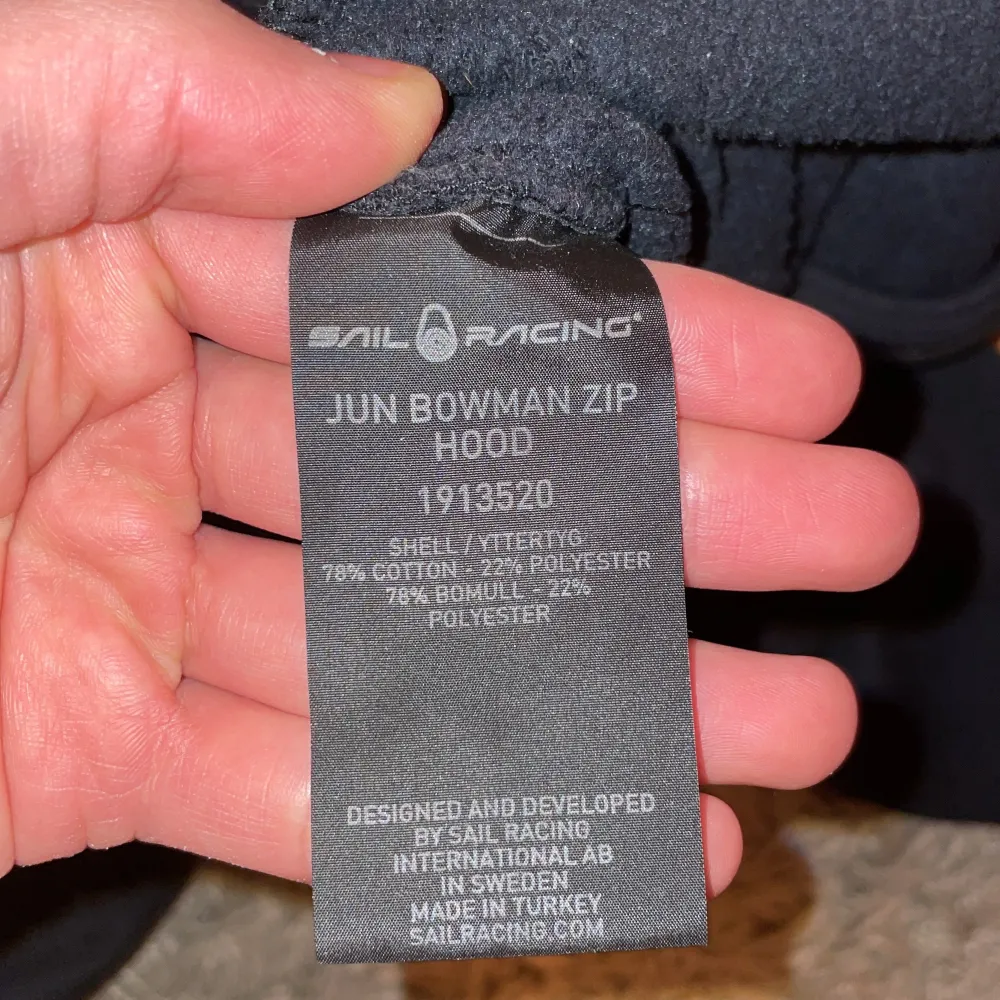 SAIL RACING
JUN BOWMAN ZIP
HOOD
1913520
SHELL / YTTERTYG
78% COTTON - 22% POLYESTER
78% BOMULL - 22%
POLYESTER
DESIGNED AND DEVELOPED
BY SAIL RACING
INTERNATIONAL AB
IN SWEDEN
MADE IN TURKEY
SAILRACING.COM